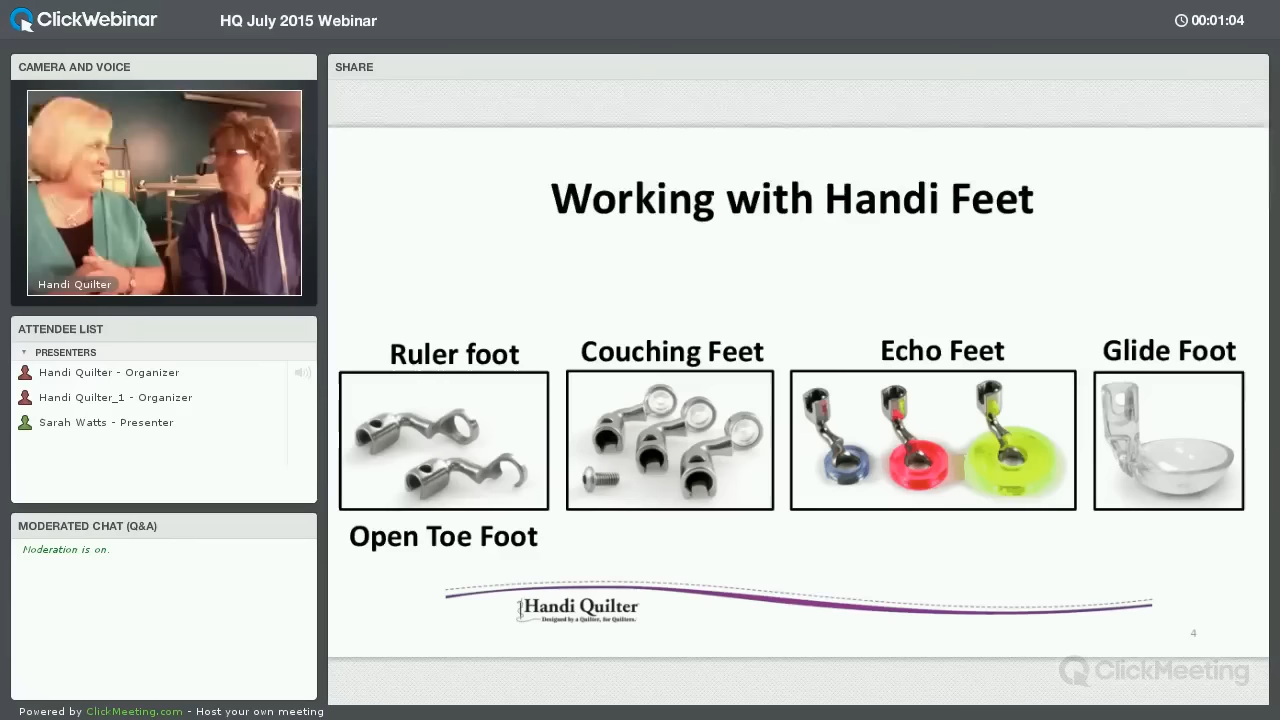 ClickWebinar
HQ July 2015 Webinar
00:01:04
CAMERA AND VOICE
Handi Quilter
ATTENDEE LIST
PRESENTERS
Handi Quilter - Organizer
Handi Quilter_1 - Organizer
Sarah Watts - Presenter
MODERATED CHAT (Q&A)
Moderation is on.
SHARE
Working with Handi Feet
Ruler foot
Couching Feet
Echo Feet
Glide Foot
Open Toe Foot
Handi Quilter
Designed by a Quilter, for Quilters.
4
ClickMeeting
Powered by ClickMeeting.com - Host your own meeting